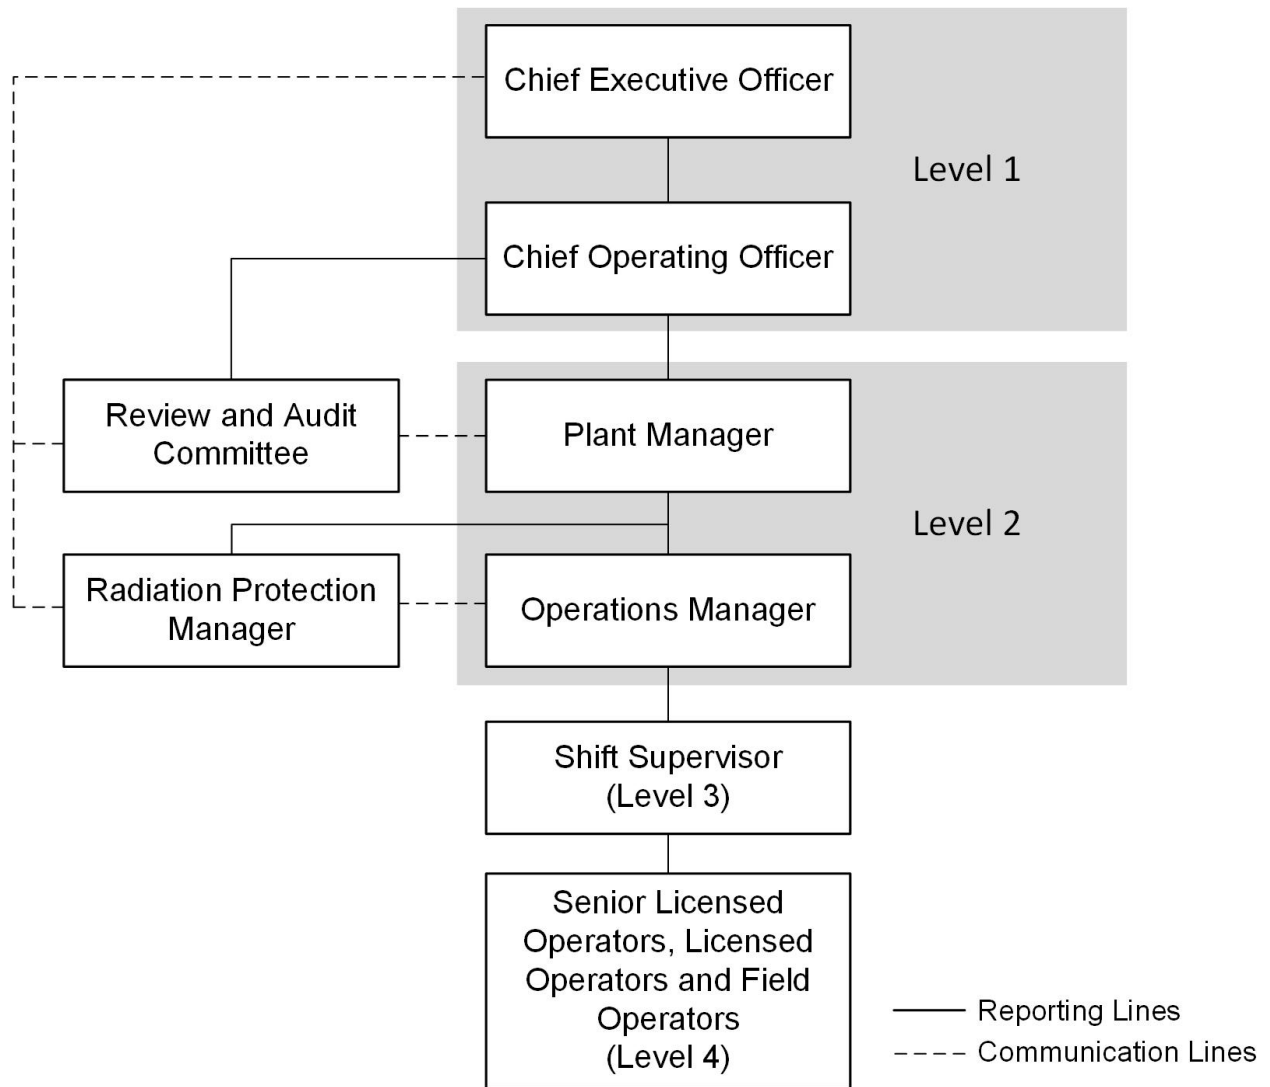 Chief Executive Officer
Level 1
Chief Operating Officer
Review and Audit
Committee
Plant Manager
Level 2
Radiation Protection
Manager
Operations Manager
Shift Supervisor
(Level 3)
Senior Licensed
Operators, Licensed
Operators and Field
Operators
(Level 4)
Reporting Lines
Communication Lines